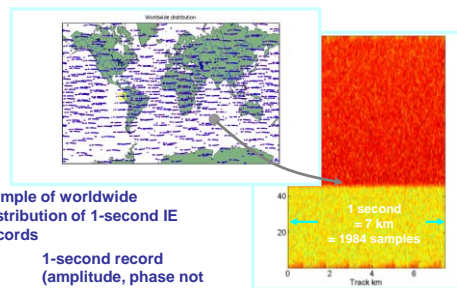 Worldwide distribution
40
20
1 second
= 7 km
= 1984 samples
0 2 4 6
Track km
mple of worldwide
stribution of 1-second IE
cords
1-second record
(amplitude, phase not